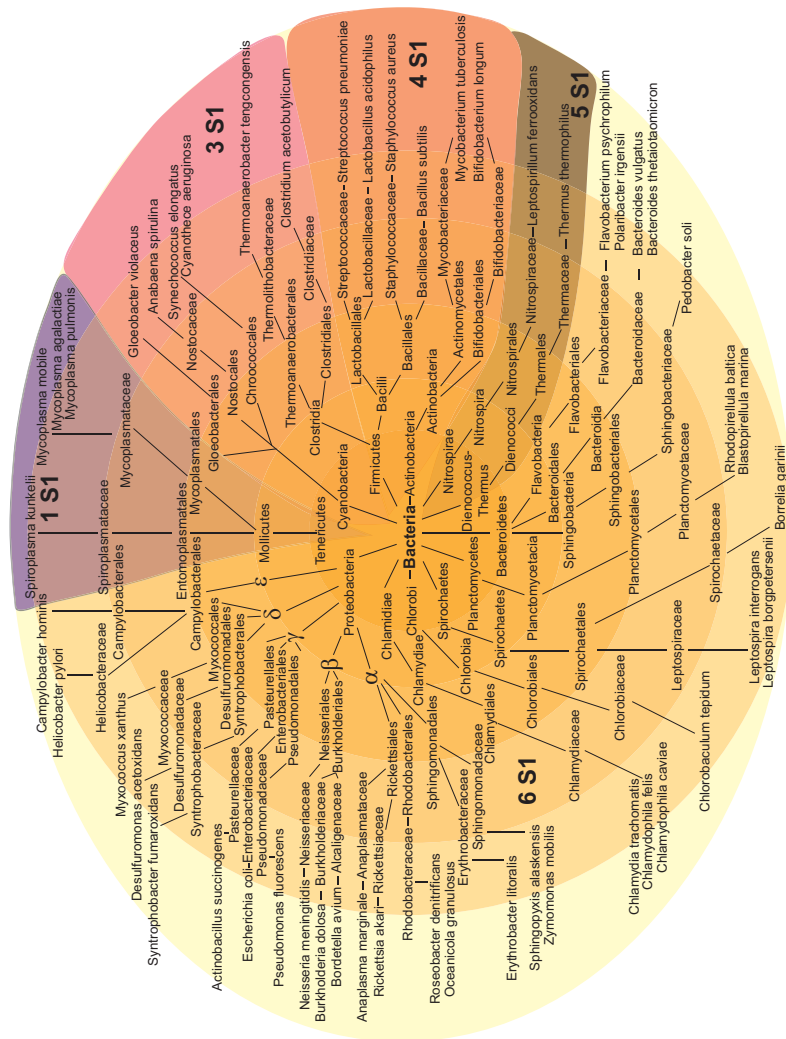 Spiroplasma kunkelii
Mycoplasma mobile
Mycoplasma agalactiae
Mycoplasma pulmonis
1 S1
Spiroplasmataceae
Mycoplasmataceae
Entomoplasmatales
Mycoplasmatales
Mollicutes
Tenericutes
3 S1
Gloeobacter violaceus
Anabaena spirulina
Synechococcus elongatus
Cyanothece aeruginosa
Thermoanaerobacter tengcongensis
Clostridium acetobutylicum
Nostocaceae
Thermolithobacteraceae
Clostridiaceae
Gloeobacterales
Nostocales
Chroococcales
Thermoanaerobacterales
Clostridiales
Clostridia
Cyanobacteria
Firmicutes
4 S1
Streptococcaceae
Streptococcus pneumoniae
Lactobacillaceae
Lactobacillus acidophilus
Staphylococcaceae
Staphylococcus aureus
Bacillaceae
Bacillus subtilis
Lactobacillales
Bacillales
Bacilli
Mycobacteriaceae
Mycobacterium tuberculosis
Bifidobacterium longum
Bifidobacteriaceae
Actinomycetales
Bifidobacteriales
Actinobacteria
Actinobacteria
Bacteria
5 S1
Nitrospirae
Nitrospira
Nitrospirales
Nitrospiraceae
Leptospirillum ferrooxidans
Dienococcus-
Thermus
Dienococci
Thermales
Thermaceae
Thermus thermophilus
Bacteroidetes
Flavobacteria
Flavobacteriales
Flavobacteriaceae
Flavobacterium psychrophilum
Polaribacter irgensii
Bacteroidales
Bacteroidia
Bacteroidaceae
Bacteroides vulgatus
Bacteroides thetaiotaomicron
Sphingobacteria
Sphingobacteriales
Sphingobacteriaceae
Pedobacter soli
Planctomycetes
Planctomycetacia
Planctomycetales
Planctomycetaceae
Rhodopirellula baltica
Blastopirellula marina
Spirochaetes
Spirochaetes
Spirochaetales
Spirochaetaceae
Borrelia garinii
Leptospiraceae
Leptospira interrogans
Leptospira borgpetersenii
Chlorobi
Chlorobia
Chlorobiales
Chlorobiaceae
Chlorobaculum tepidum
Chlamidiae
Chlamydiae
Chlamydiales
Chlamydiaceae
Chlamydia trachomatis
Chlamydophila felis
Chlamydophila caviae
6 S1
Proteobacteria
α
β
γ
δ
ε
Sphingomonadales
Sphingomonadaceae
Erythrobacteraceae
Sphingopyxis alaskensis
Zymomonas mobilis
Erythrobacter litoralis
Rhodobacterales
Rhodobacteraceae
Roseobacter denitrificans
Oceanicola granulosus
Rickettsiales
Rickettsiaceae
Rickettsia akari
Anaplasmataceae
Anaplasma marginale
Burkholderiales
Alcaligenaceae
Bordetella avium
Burkholderiaceae
Burkholderia dolosa
Neisseriales
Neisseriaceae
Neisseria meningitidis
Pseudomonadales
Pseudomonadaceae
Pseudomonas fluorescens
Enterobacteriales
Enterobacteriaceae
Escherichia coli
Pasteurellales
Pasteurellaceae
Actinobacillus succinogenes
Syntrophobacterales
Syntrophobacteraceae
Syntrophobacter fumaroxidans
Desulfuromonadales
Desulfuromonadaceae
Desulfuromonas acetoxidans
Myxococcales
Myxococcaceae
Myxococcus xanthus
Campylobacterales
Helicobacteraceae
Helicobacter pylori
Campylobacterales
Campylobacter hominis